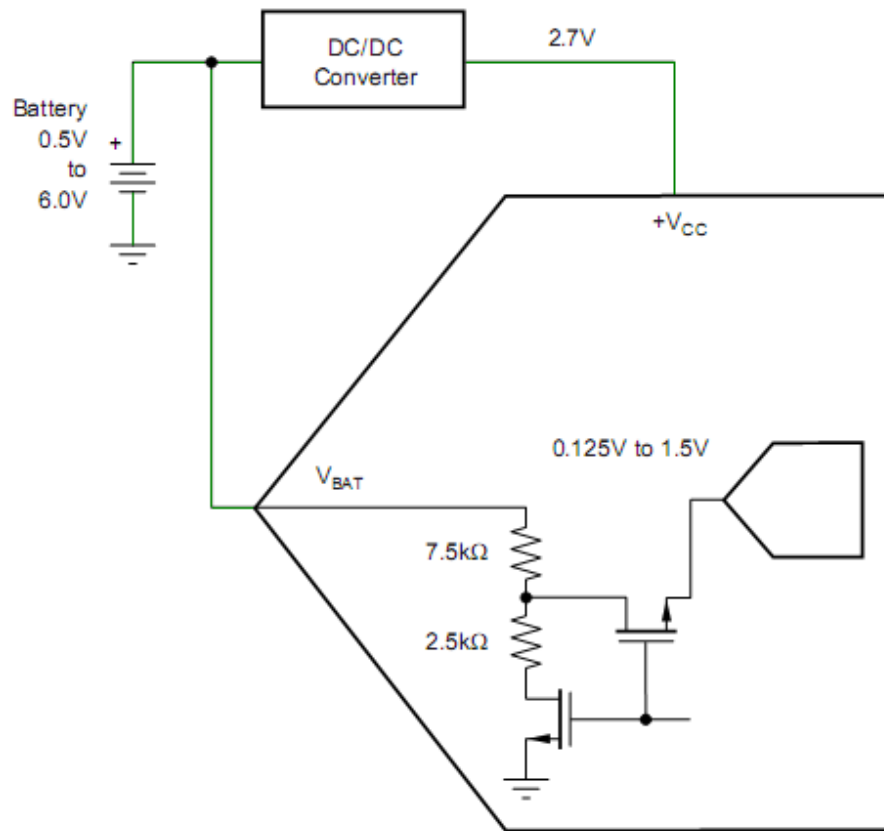 DC/DC
Converter
2.7V
Battery
0.5V
to
6.0V
+
+VCC
0.125V to 1.5V
VBAT
7.5kΩ
2.5kΩ